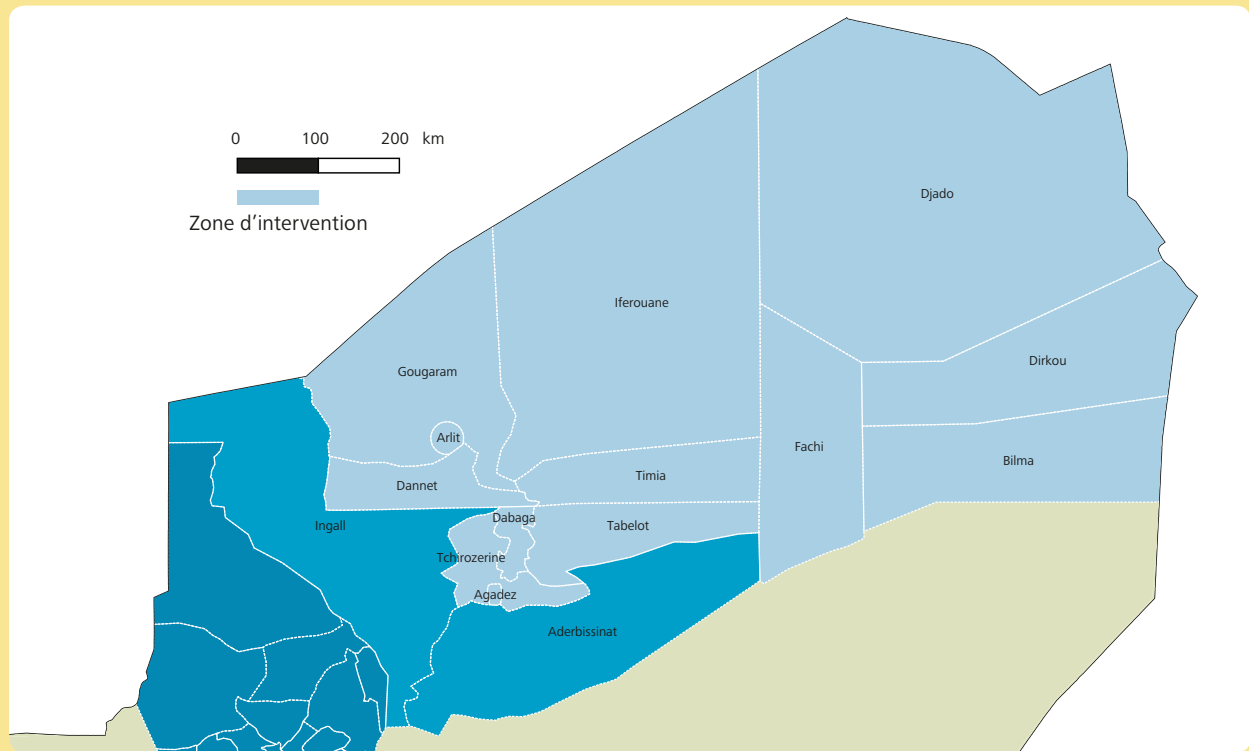 0 100 200 km
Zone d'intervention
Djado
Iferouane
Dirkou
Gougaram
Arlit
Fachi
Bilma
Timia
Dannet
Dabaga
Ingall
Tabelot
Tchirozerine
Agadez
Aderbissinat